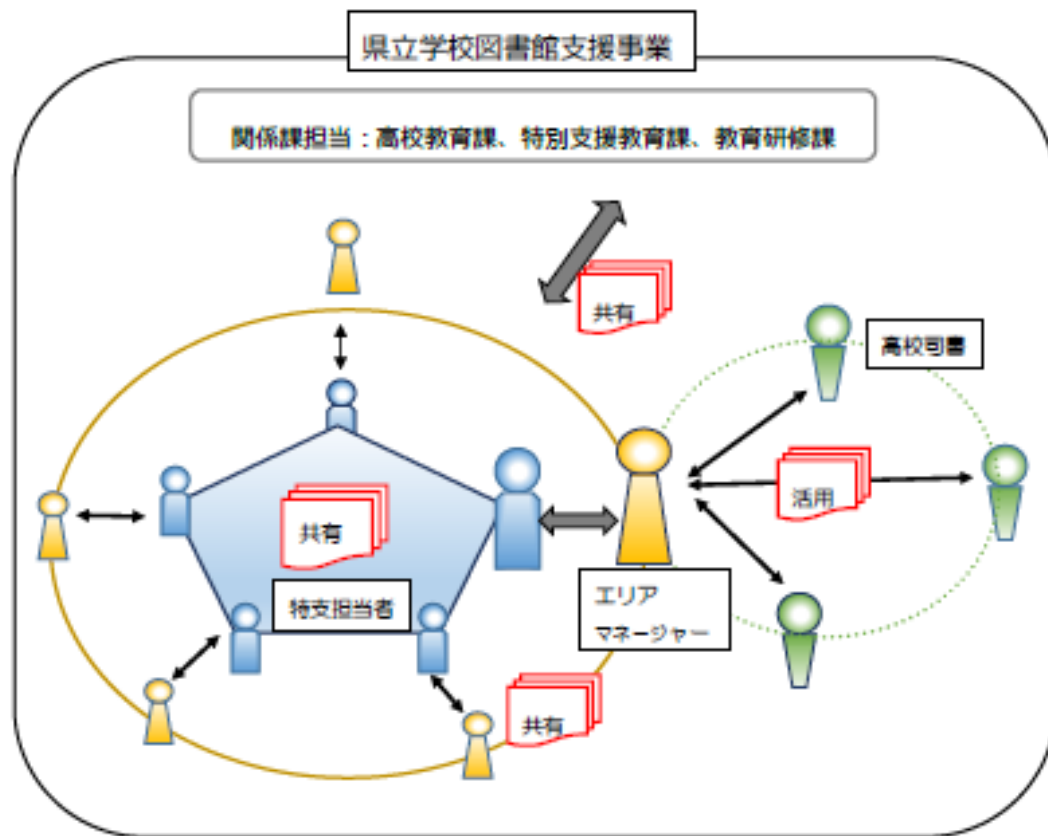 県立学校図書館支援事業
関係課担当：高校教育課、特別支援教育課、教育研修課
共有
高校司書
活用
共有
特支担当者
エリア
マネージャー
共有